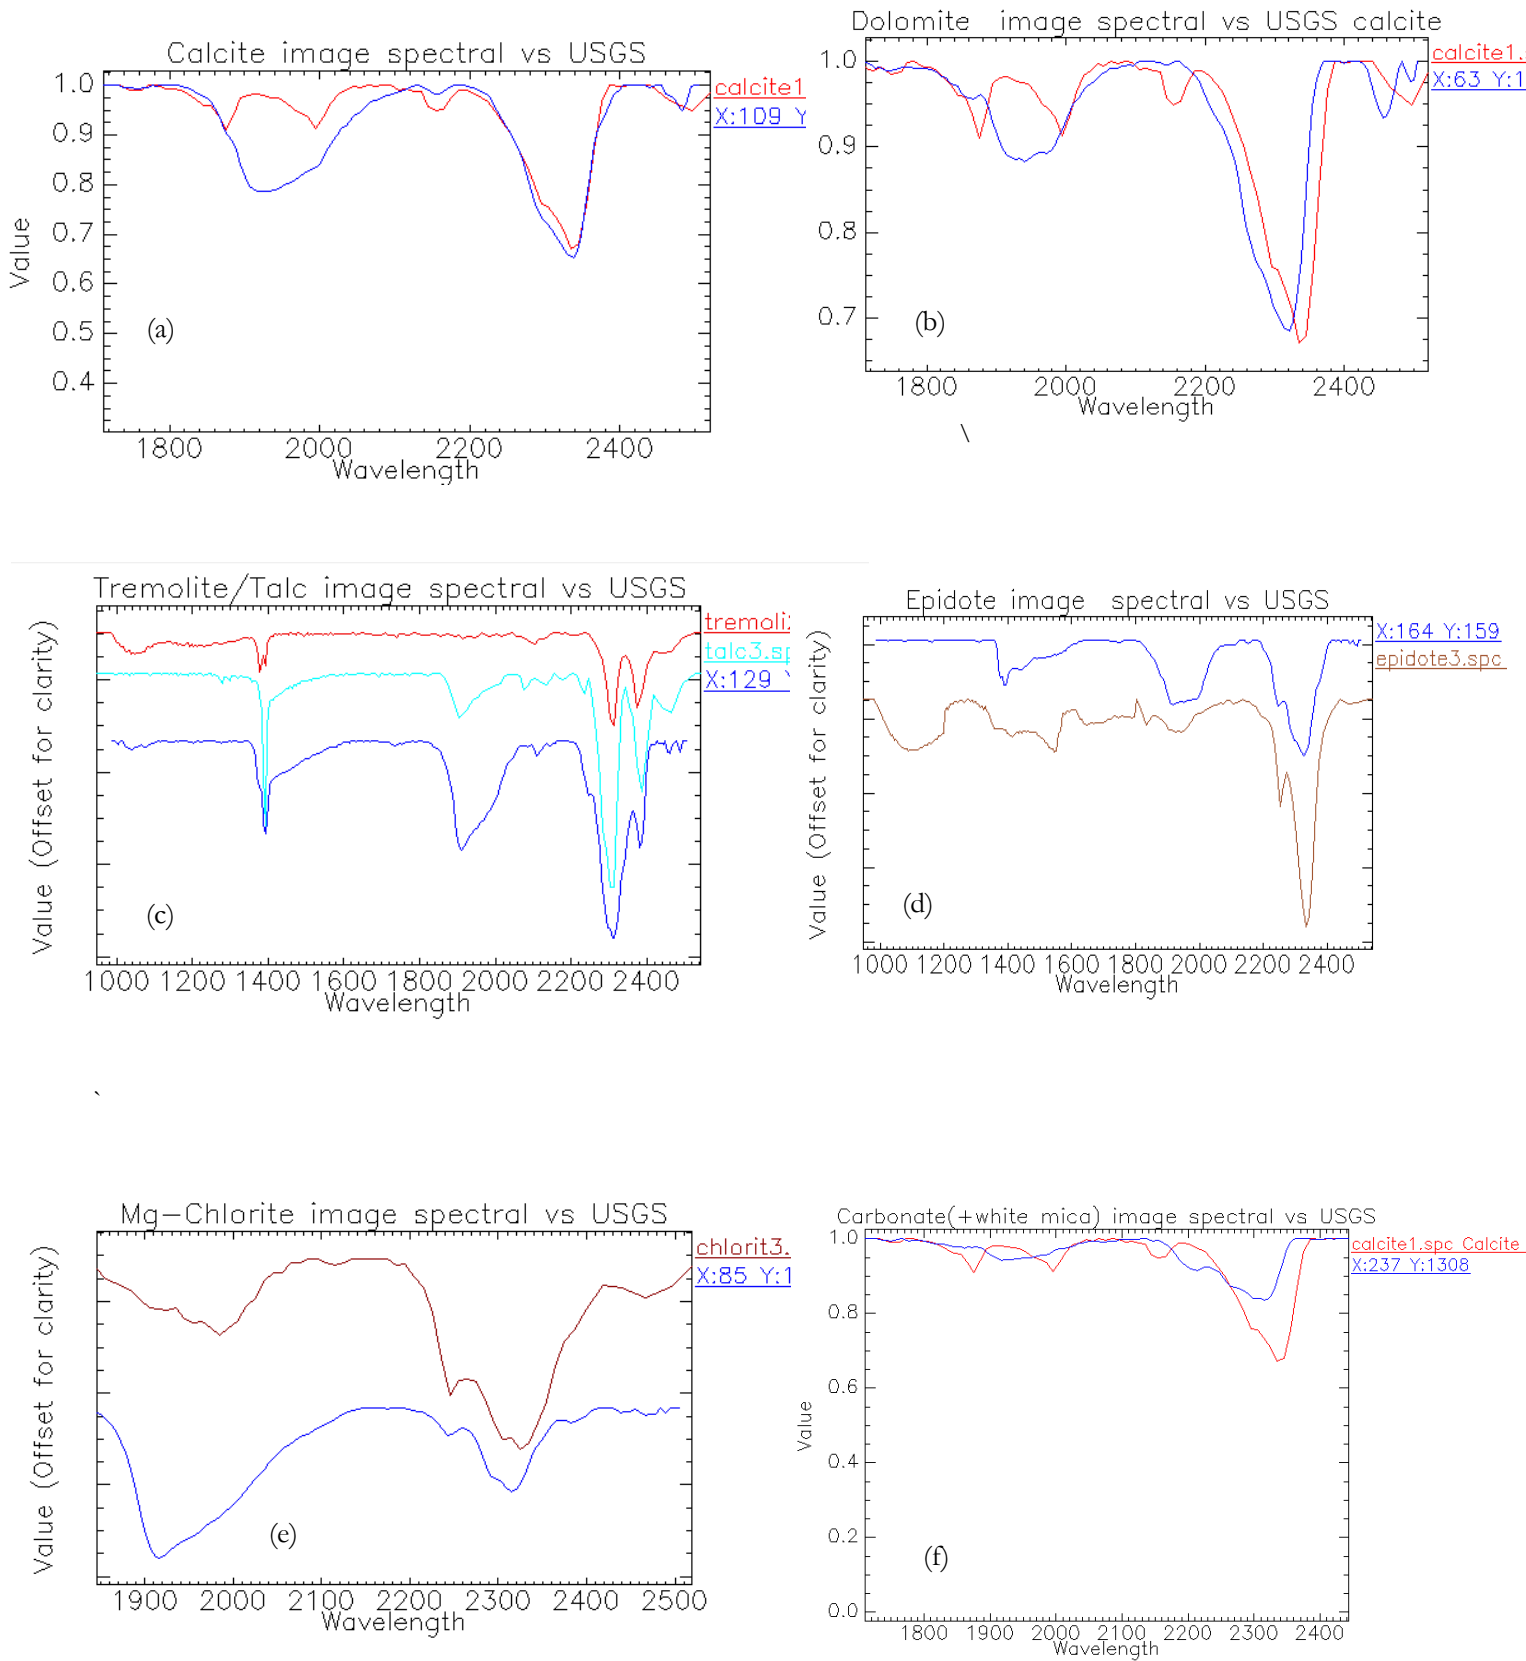 Calcite image spectral vs USGS
calcite1
X:109 Y
1.0
0.9
0.8
0.7
0.6
0.5
0.4
Value
(a)
1800 2000 2200 2400
Wavelength
Dolomite image spectral vs USGS calcite
calcite1.
X:63 Y:1
1.0
0.9
0.8
0.7
(b)
1800 2000 2200 2400
Wavelength
\
Tremolite/Talc image spectral vs USGS
tremoli
talc3.sp
X:129
Value (Offset for clarity)
(c)
1000 1200 1400 1600 1800 2000 2200 2400
Wavelength
Epidote image spectral vs USGS
X:164 Y:159
epidote3.spc
Value (Offset for clarity)
(d)
1000 1200 1400 1600 1800 2000 2200 2400
Wavelength
`
Mg-Chlorite image spectral vs USGS
chlorit3.
X:85 Y:1
Value (Offset for clarity)
(e)
1900 2000 2100 2200 2300 2400 2500
Wavelength
Carbonate(+white mica) image spectral vs USGS
calcite1.spc Calcite
X:237 Y:1308
1.0
0.8
0.6
0.4
0.2
0.0
Value
(f)
1800 1900 2000 2100 2200 2300 2400
Wavelength